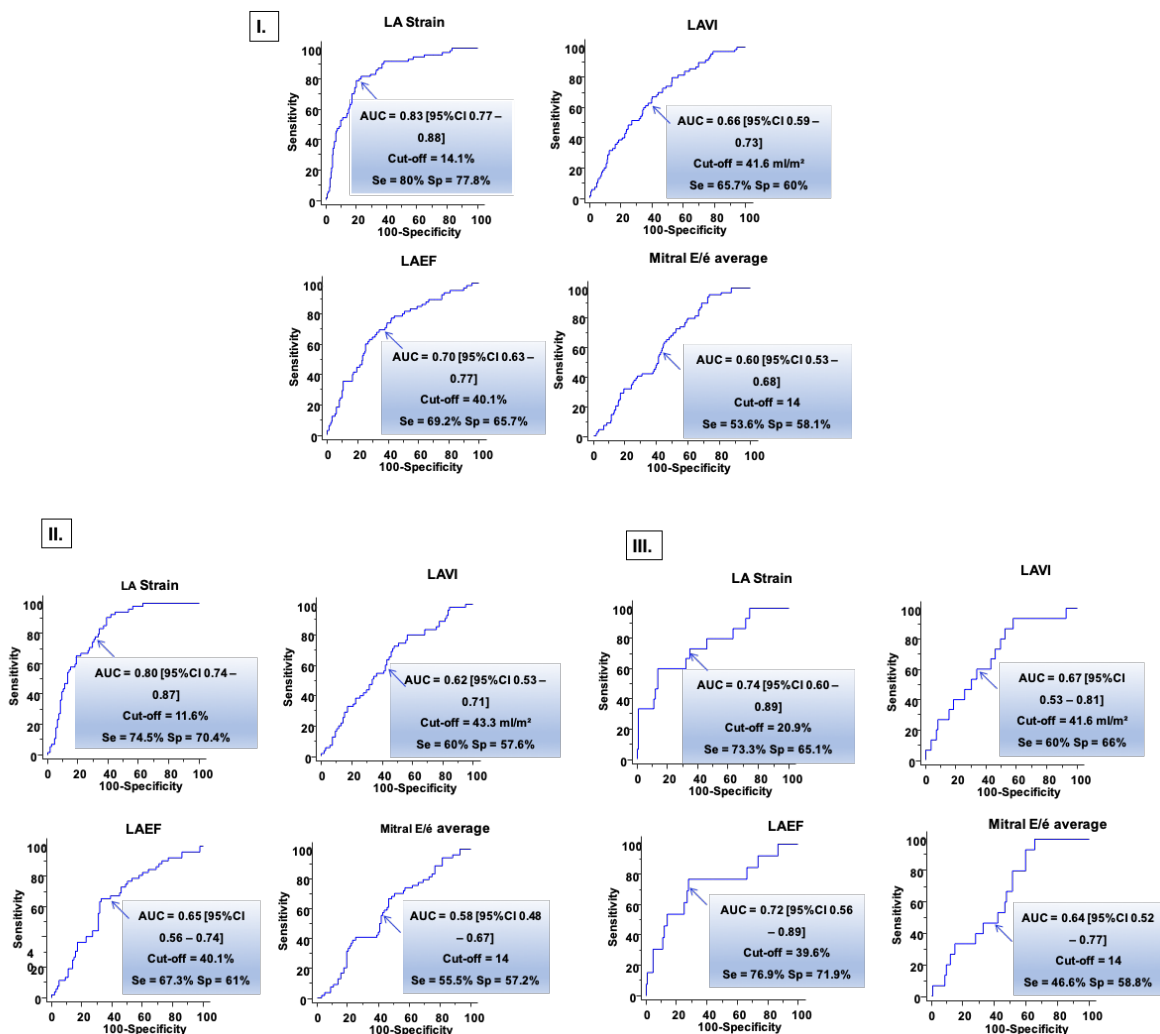 I.
LA Strain
Sensitivity
100
80
60
40
20
0
AUC = 0.83 [95%CI 0.77 –
0.88]
Cut-off = 14.1%
Se = 80% Sp = 77.8%
0 20 40 60 80 100
100-Specificity
LAVI
Sensitivity
100
80
60
40
20
0
AUC = 0.66 [95%CI 0.59 –
0.73]
Cut-off = 41.6 ml/m²
Se = 65.7% Sp = 60%
0 20 40 60 80 100
100-Specificity
LAEF
Sensitivity
100
80
60
40
20
0
AUC = 0.70 [95%CI 0.63 –
0.77]
Cut-off = 40.1%
Se = 69.2% Sp = 65.7%
0 20 40 60 80 100
100-Specificity
Mitral E/é average
Sensitivity
100
80
60
40
20
0
AUC = 0.60 [95%CI 0.53 –
0.68]
Cut-off = 14
Se = 53.6% Sp = 58.1%
0 20 40 60 80 100
100-Specificity
II.
LA Strain
Sensitivity
100
80
60
40
20
0
AUC = 0.80 [95%CI 0.74 –
0.87]
Cut-off = 11.6%
Se = 74.5% Sp = 70.4%
0 20 40 60 80 100
100-Specificity
LAVI
Sensitivity
100
80
60
40
20
0
AUC = 0.62 [95%CI 0.53 –
0.71]
Cut-off = 43.3 ml/m²
Se = 60% Sp = 57.6%
0 20 40 60 80 100
100-Specificity
LAEF
Sensitivity
100
80
60
4
0
20
0
AUC = 0.65 [95%CI
0.56 – 0.74]
Cut-off = 40.1%
Se = 67.3% Sp = 61%
0 20 40 60 80 100
100-Specificity
Mitral E/é average
Sensitivity
100
80
60
40
20
0
AUC = 0.58 [95%CI 0.48
– 0.67]
Cut-off = 14
Se = 55.5% Sp = 57.2%
0 20 40 60 80 100
100-Specificity
III.
LA Strain
Sensitivity
100
80
60
40
20
0
AUC = 0.74 [95%CI 0.60 –
0.89]
Cut-off = 20.9%
Se = 73.3% Sp = 65.1%
0 20 40 60 80 100
100-Specificity
LAVI
Sensitivity
100
80
60
40
20
0
AUC = 0.67 [95%CI
0.53 – 0.81]
Cut-off = 41.6 ml/m²
Se = 60% Sp = 66%
0 20 40 60 80 100
100-Specificity
LAEF
Sensitivity
100
80
60
40
20
0
AUC = 0.72 [95%CI 0.56
– 0.89]
Cut-off = 39.6%
Se = 76.9% Sp = 71.9%
0 20 40 60 80 100
100-Specificity
Mitral E/é average
Sensitivity
100
80
60
40
20
0
AUC = 0.64 [95%CI 0.52
– 0.77]
Cut-off = 14
Se = 46.6% Sp = 58.8%
0 20 40 60 80 100
100-Specificity